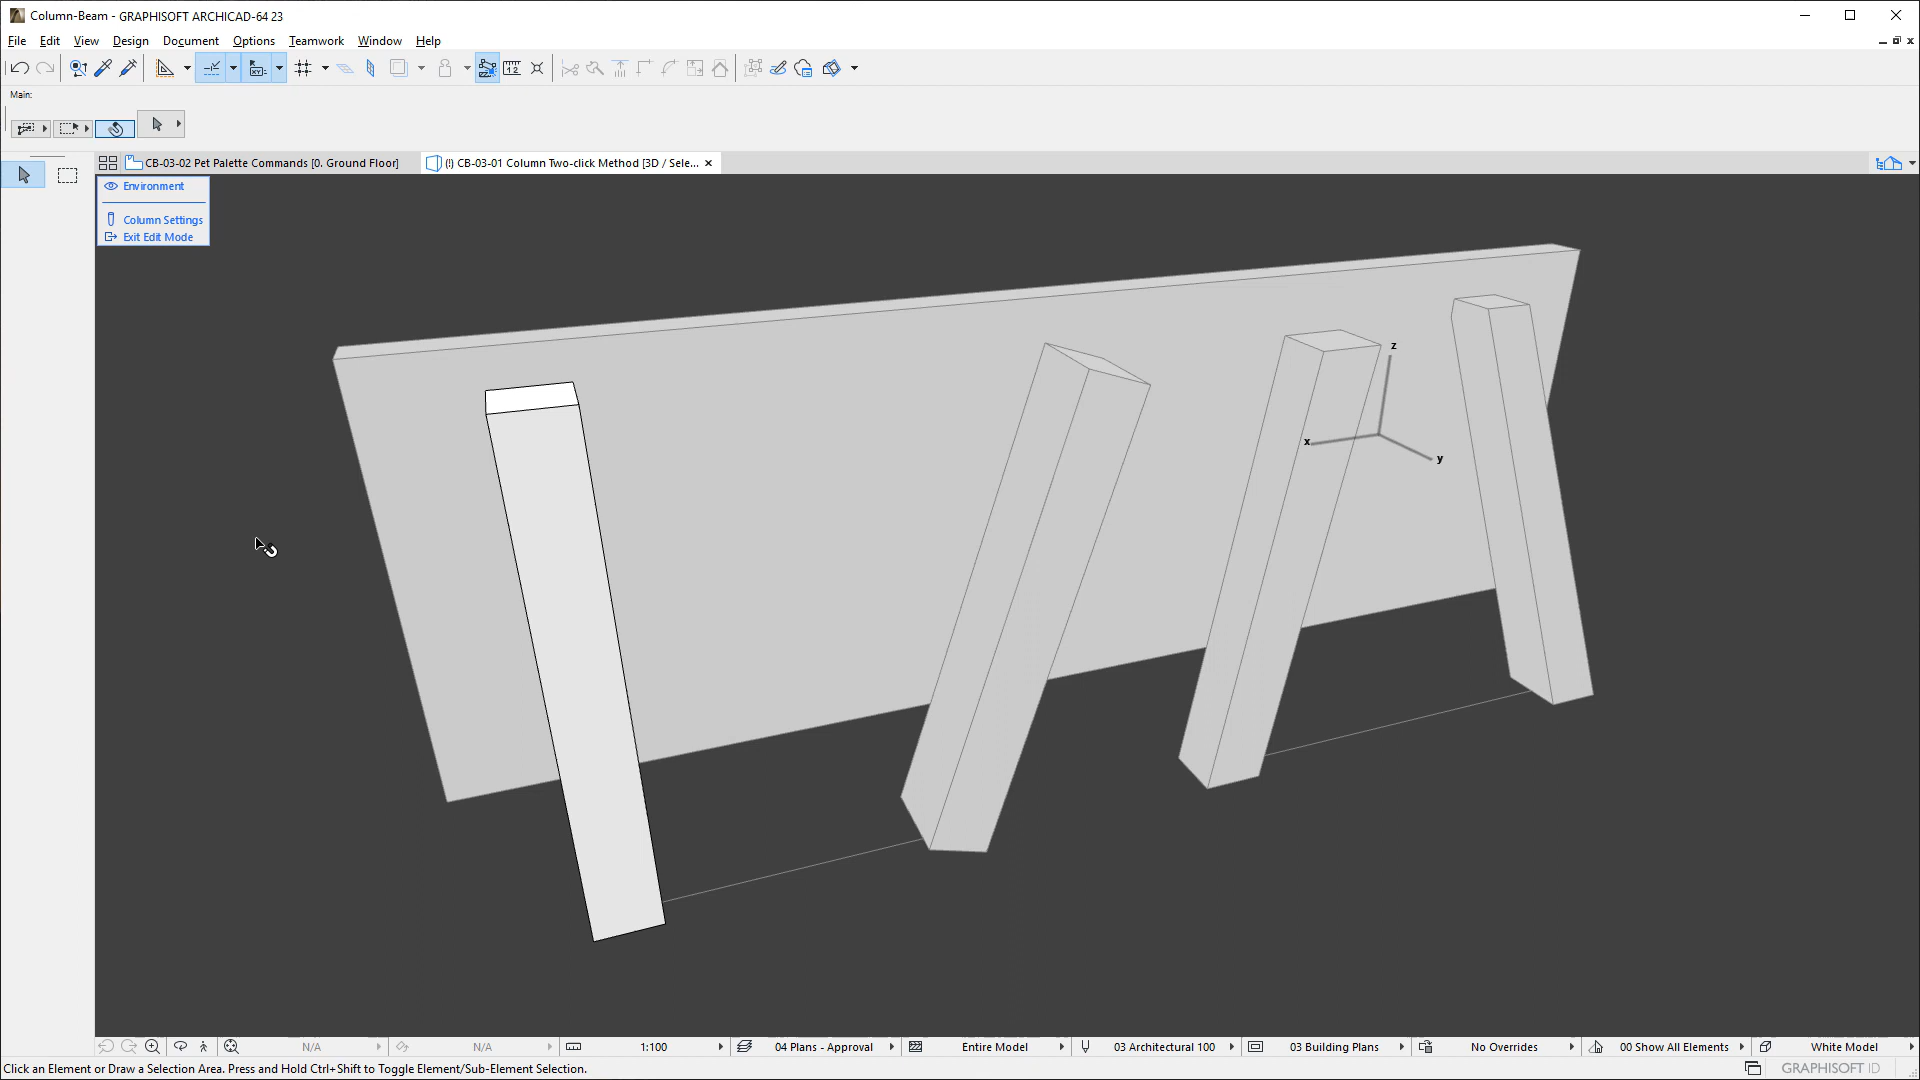 Column-Beam - GRAPHISOFT ARCHICAD-64 23
File Edit View Design Document Options Teamwork Window Help
Main:
CB-03-02 Pet Palette Commands [0. Ground Floor]
(!) CB-03-01 Column Two-click Method [3D / Sele...
Environment
Column Settings
Exit Edit Mode
z
x
y
N/A N/A 1:100 04 Plans - Approval Entire Model 03 Architectural 100 03 Building Plans No Overrides 00 Show All Elements White Model
Click an Element or Draw a Selection Area. Press and Hold Ctrl+Shift to Toggle Element/Sub-Element Selection.
GRAPHISOFT ID